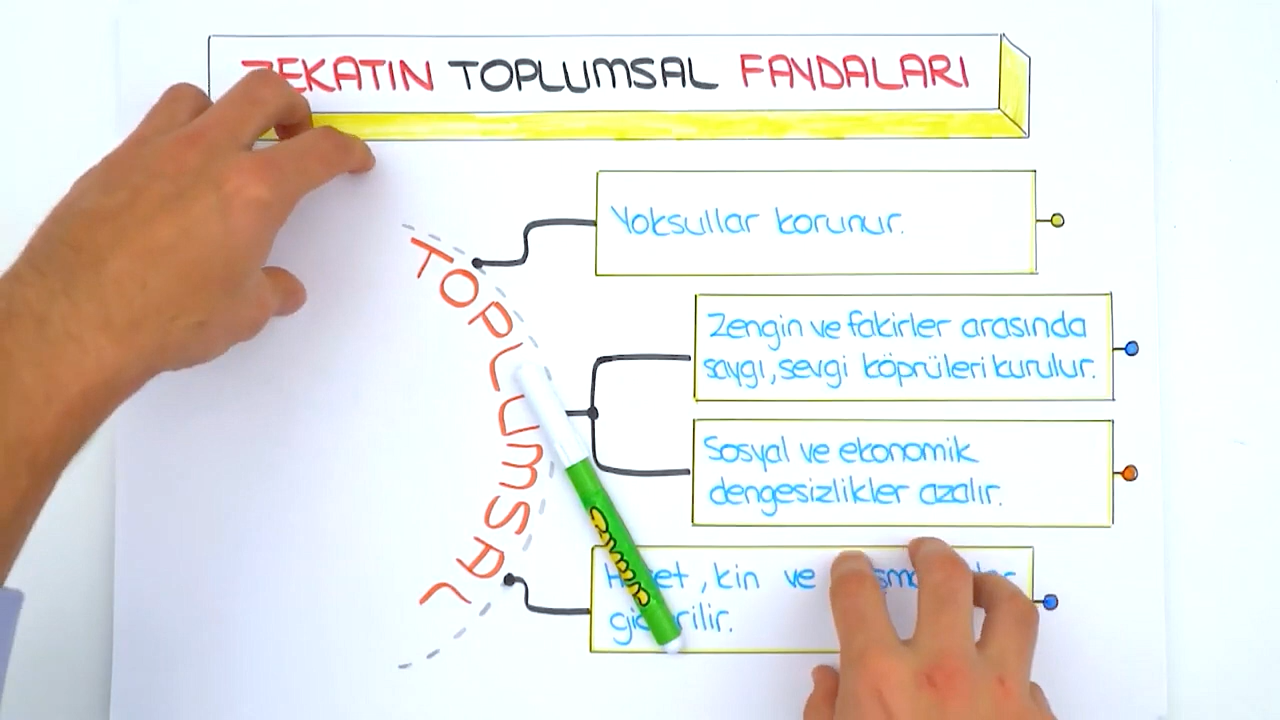 ZEKATIN TOPLUMSAL FAYDALARI
Yoksullar korunur.
TOPLUMSAL
Zengin ve fakirler arasında
saygı, sevgi köprüleri kurulur.
Sosyal ve ekonomik
dengesizlikler azalır.
kin ve